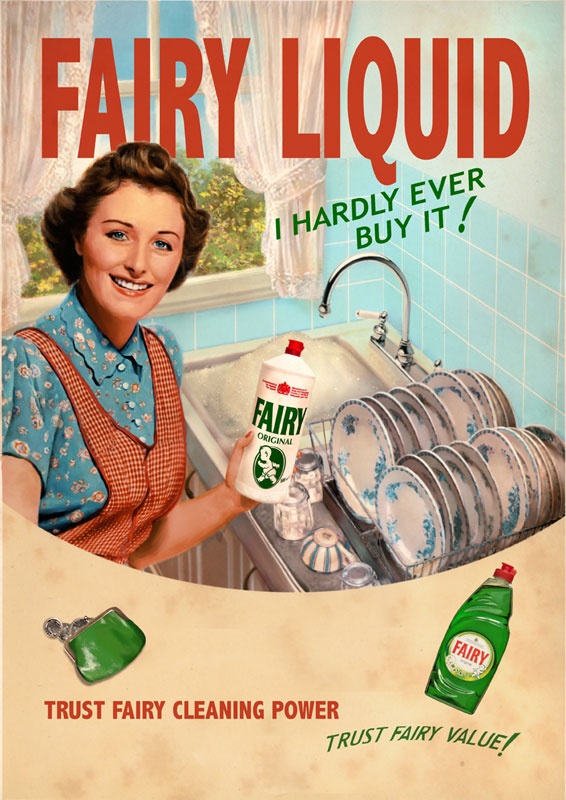 FAIRY LIQUID
I HARDLY EVER
BUY IT!
FAIRY
ORIGINAL
FAIRY
TRUST FAIRY CLEANING POWER
TRUST FAIRY VALUE!